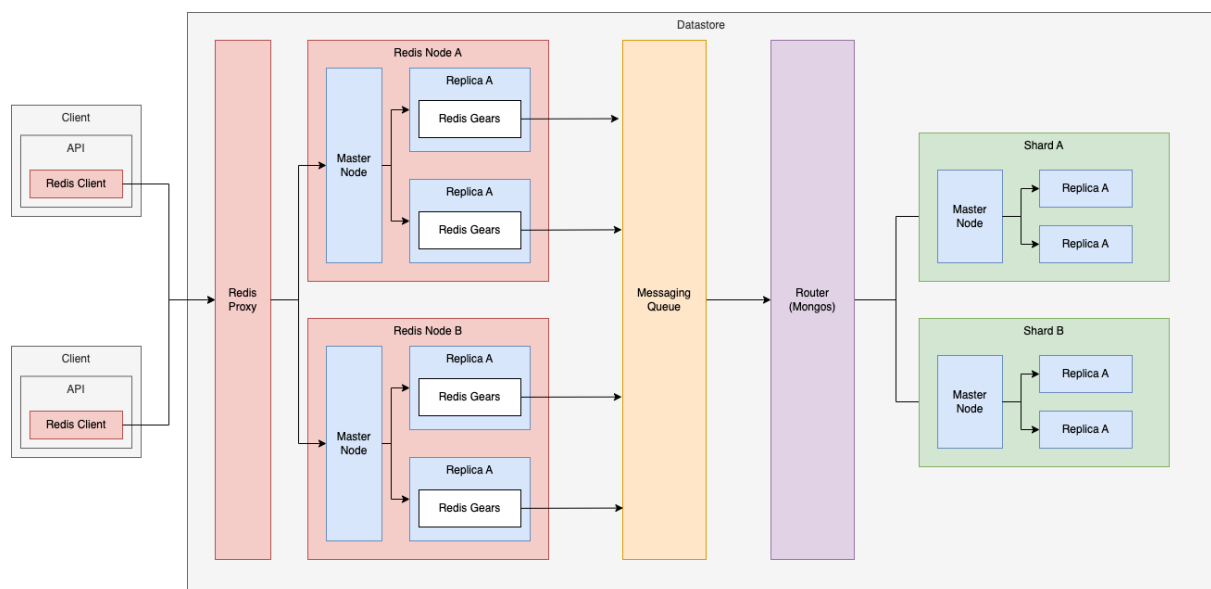 Datastore
Client
API
Redis Client
Client
API
Redis Client
Redis
Proxy
Redis Node A
Master
Node
Replica A
Redis Gears
Replica A
Redis Gears
Redis Node B
Master
Node
Replica A
Redis Gears
Replica A
Redis Gears
Messaging
Queue
Router
(Mongos)
Shard A
Master
Node
Replica A
Replica A
Shard B
Master
Node
Replica A
Replica A